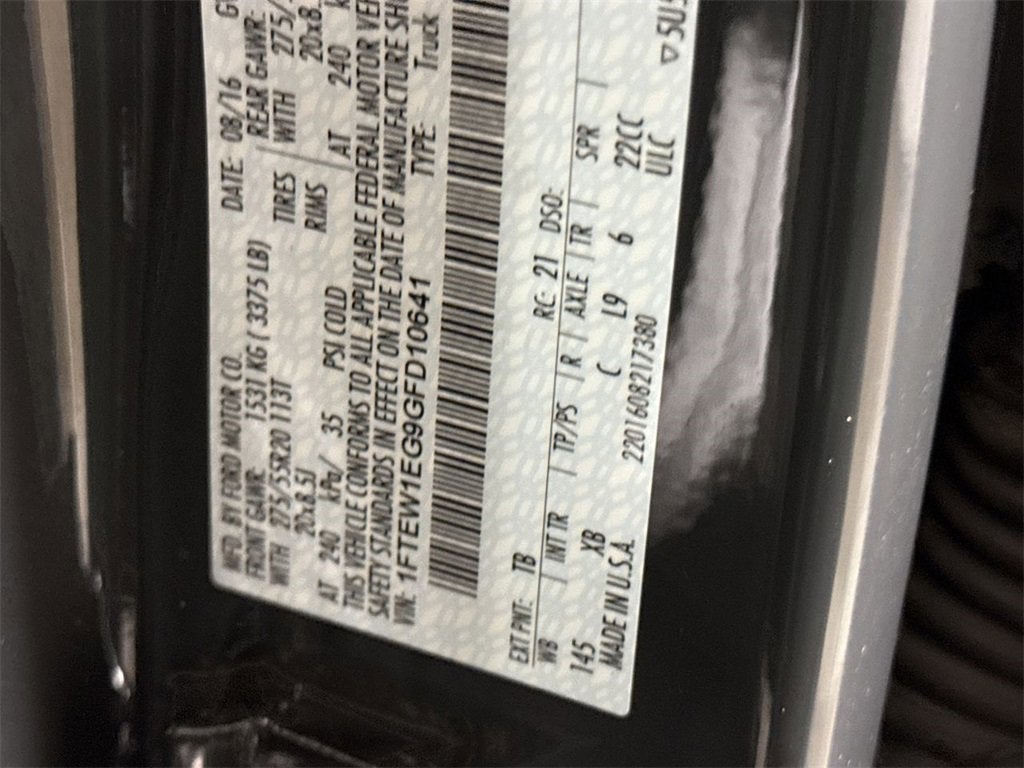 MFD. BY FORD MOTOR CO. DATE: 08/16
FRONT GAWR: 1531 KG ( 3375 LB) REAR GAWR:
WITH 275/55R20 113T TIRES WITH 275/
20x8.5J RIMS 20x8.
AT 240 kPa/ 35 PSI COLD AT 240
THIS VEHICLE CONFORMS TO ALL APPLICABLE FEDERAL MOTOR
SAFETY STANDARDS IN EFFECT ON THE DATE OF MANUFACTURE
VIN: 1FTEW1EG9GFD10641 TYPE: Truck
EXT PNT: TB RC: 21 DSO:
WB | INT TR | TP/PS | R | AXLE | TR | SPR |
145 XB C L9 6 22CC
MADE IN U.S.A. ULC
2201608217380 ▽5U5